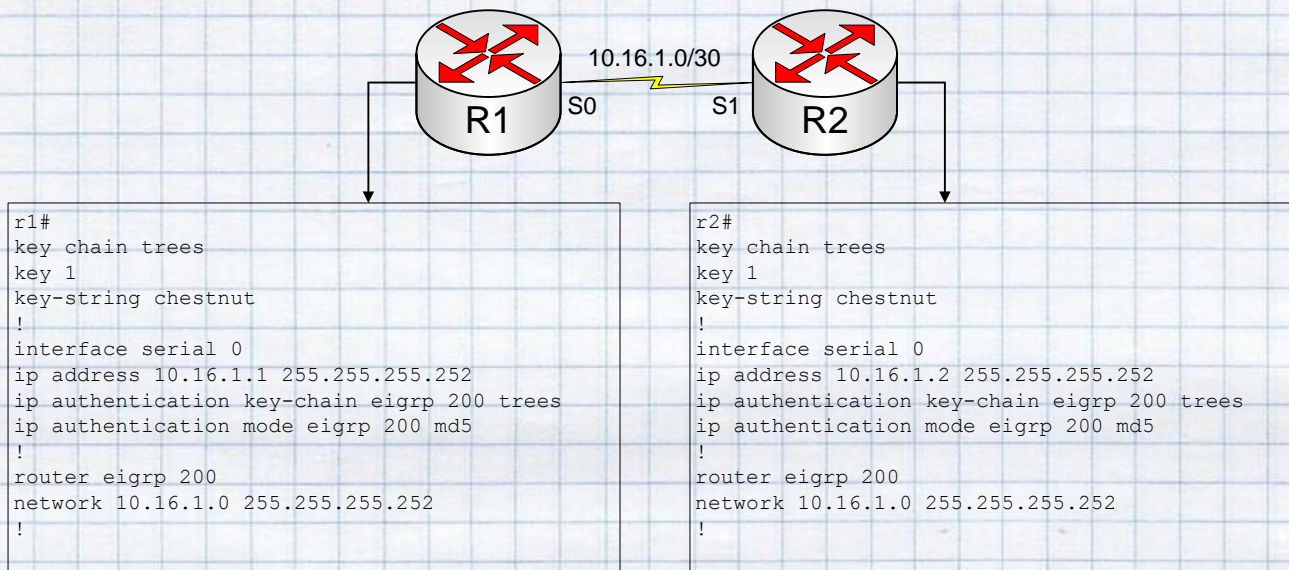 10.16.1.0/30
R1
S0
S1
R2
r1#
key chain trees
key 1
key-string chestnut
!
interface serial 0
ip address 10.16.1.1 255.255.255.252
ip authentication key-chain eigrp 200 trees
ip authentication mode eigrp 200 md5
!
router eigrp 200
network 10.16.1.0 255.255.255.252
!
r2#
key chain trees
key 1
key-string chestnut
!
interface serial 0
ip address 10.16.1.2 255.255.255.252
ip authentication key-chain eigrp 200 trees
ip authentication mode eigrp 200 md5
!
router eigrp 200
network 10.16.1.0 255.255.255.252
!